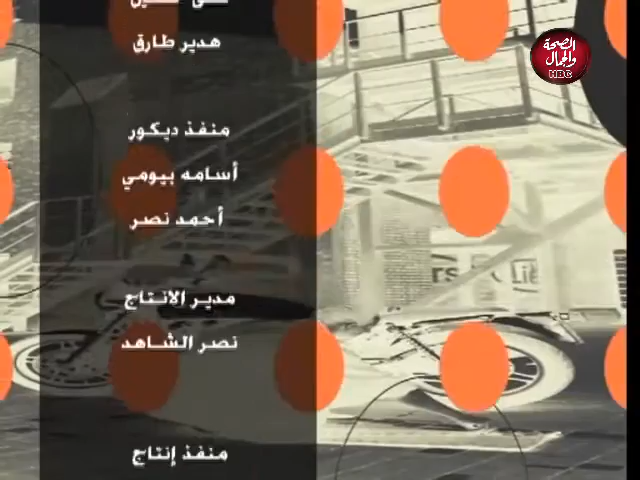 هدير طارق
الصحة
والجمال
HBC
منفذ ديكور
أسامه بيومي
أحمد نصر
مدير الانتاج
نصر الشاهد
منفذ إنتاج